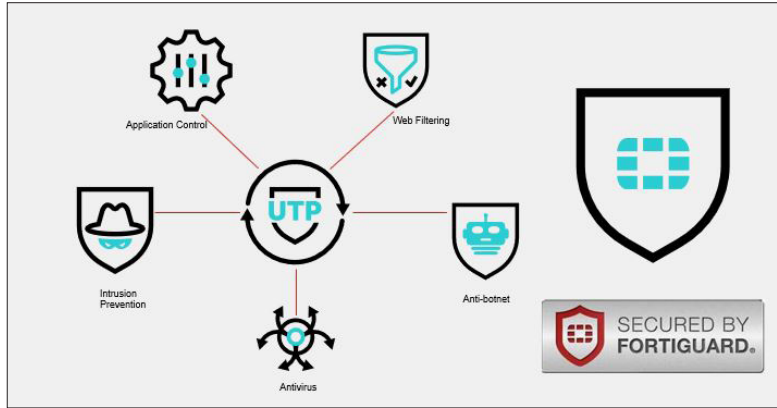 Application Control
Web Filtering
UTP
Intrusion
Prevention
Anti-botnet
Antivirus
SECURED BY
FORTIGUARD®